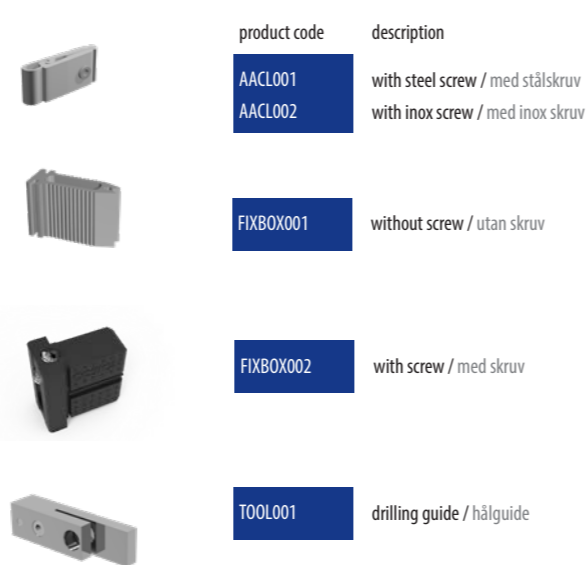 product code description
AACL001 with steel screw / med stålskruv
AACL002 with inox screw / med inox skruv
FIXBOX001 without screw / utan skruv
FIXBOX002 with screw / med skruv
TOOL001 drilling guide / hålguide